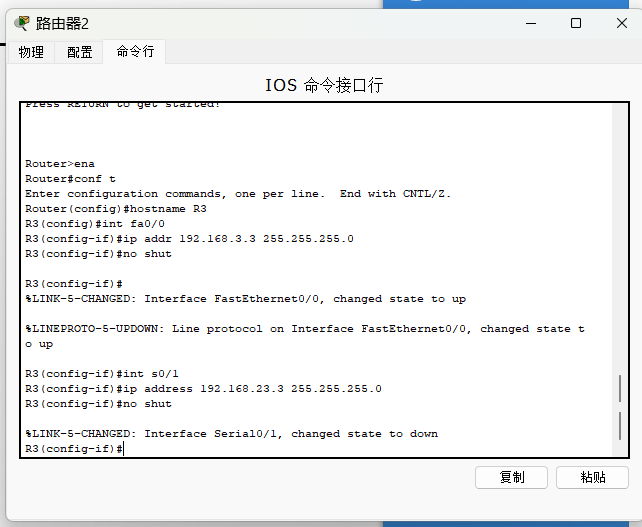 路由器2
物理 配置 命令行
IOS 命令接口行
Press RETURN to get started!
Router>ena
Router#conf t
Enter configuration commands, one per line.  End with CNTL/Z.
Router(config)#hostname R3
R3(config)#int fa0/0
R3(config-if)#ip addr 192.168.3.3 255.255.255.0
R3(config-if)#no shut
R3(config-if)#
%LINK-5-CHANGED: Interface FastEthernet0/0, changed state to up
%LINEPROTO-5-UPDOWN: Line protocol on Interface FastEthernet0/0, changed state t
o up
R3(config-if)#int s0/1
R3(config-if)#ip address 192.168.23.3 255.255.255.0
R3(config-if)#no shut
%LINK-5-CHANGED: Interface Serial0/1, changed state to down
R3(config-if)#
复制 粘贴